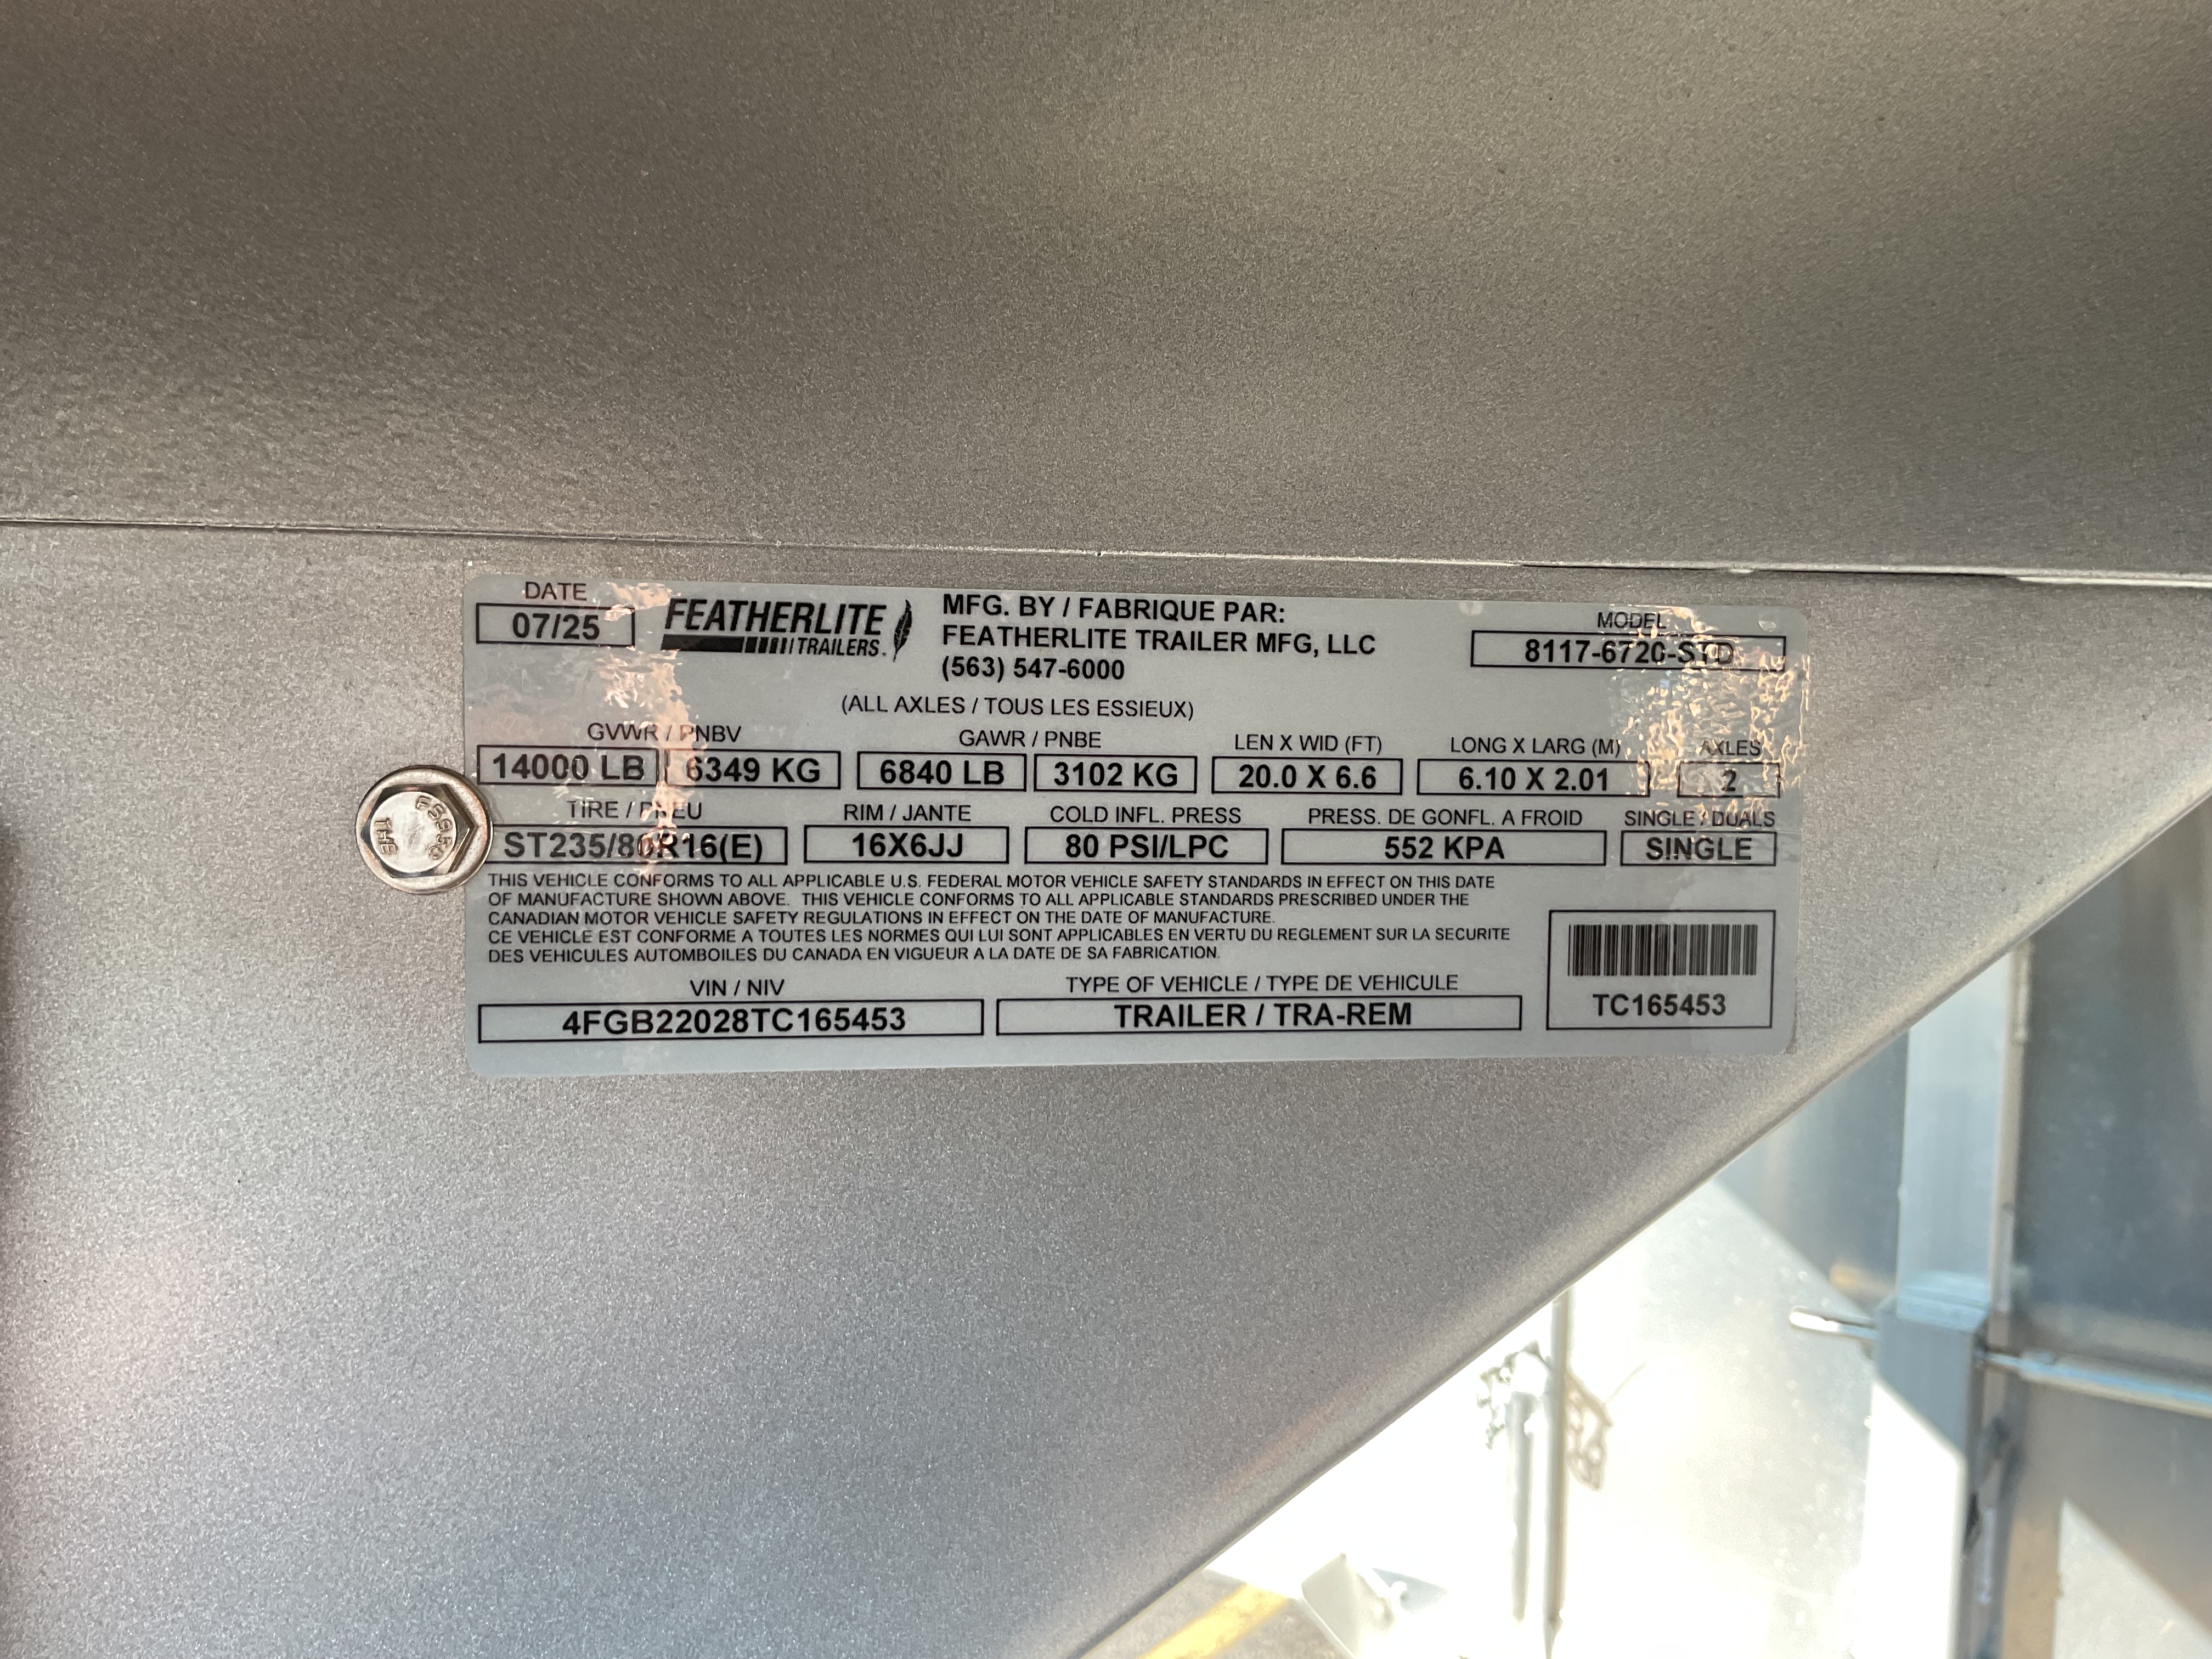 DATE
07/25
FEATHERLITE
TRAILERS.
MFG. BY / FABRIQUE PAR:
FEATHERLITE TRAILER MFG, LLC
(563) 547-6000
MODEL
8117-6720-STD
(ALL AXLES / TOUS LES ESSIEUX)
GVWR / PNBV GAWR / PNBE LEN X WID (FT) LONG X LARG (M) AXLES
14000 LB 6349 KG 6840 LB 3102 KG 20.0 X 6.6 6.10 X 2.01 2
TIRE / PNEU RIM / JANTE COLD INFL. PRESS PRESS. DE GONFL. A FROID SINGLE / DUALS
ST235/80R16(E) 16X6JJ 80 PSI/LPC 552 KPA SINGLE
THIS VEHICLE CONFORMS TO ALL APPLICABLE U.S. FEDERAL MOTOR VEHICLE SAFETY STANDARDS IN EFFECT ON THIS DATE
OF MANUFACTURE SHOWN ABOVE. THIS VEHICLE CONFORMS TO ALL APPLICABLE STANDARDS PRESCRIBED UNDER THE
CANADIAN MOTOR VEHICLE SAFETY REGULATIONS IN EFFECT ON THE DATE OF MANUFACTURE.
CE VEHICLE EST CONFORME A TOUTES LES NORMES QUI LUI SONT APPLICABLES EN VERTU DU REGLEMENT SUR LA SECURITE
DES VEHICULES AUTOMBOILES DU CANADA EN VIGUEUR A LA DATE DE SA FABRICATION.
VIN / NIV TYPE OF VEHICLE / TYPE DE VEHICULE
4FGB22028TC165453 TRAILER / TRA-REM
TC165453
THE